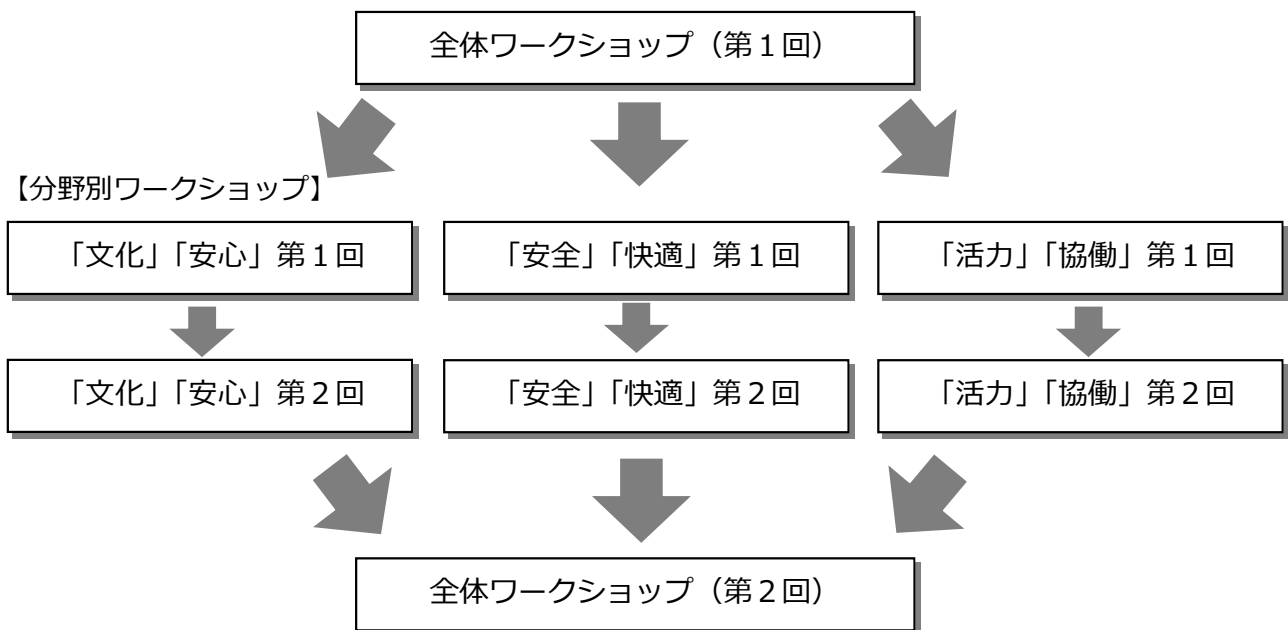 全体ワークショップ（第１回）
【分野別ワークショップ】
「文化」「安心」第１回
「安全」「快適」第１回
「活力」「協働」第１回
「文化」「安心」第２回
「安全」「快適」第２回
「活力」「協働」第２回
全体ワークショップ（第２回）